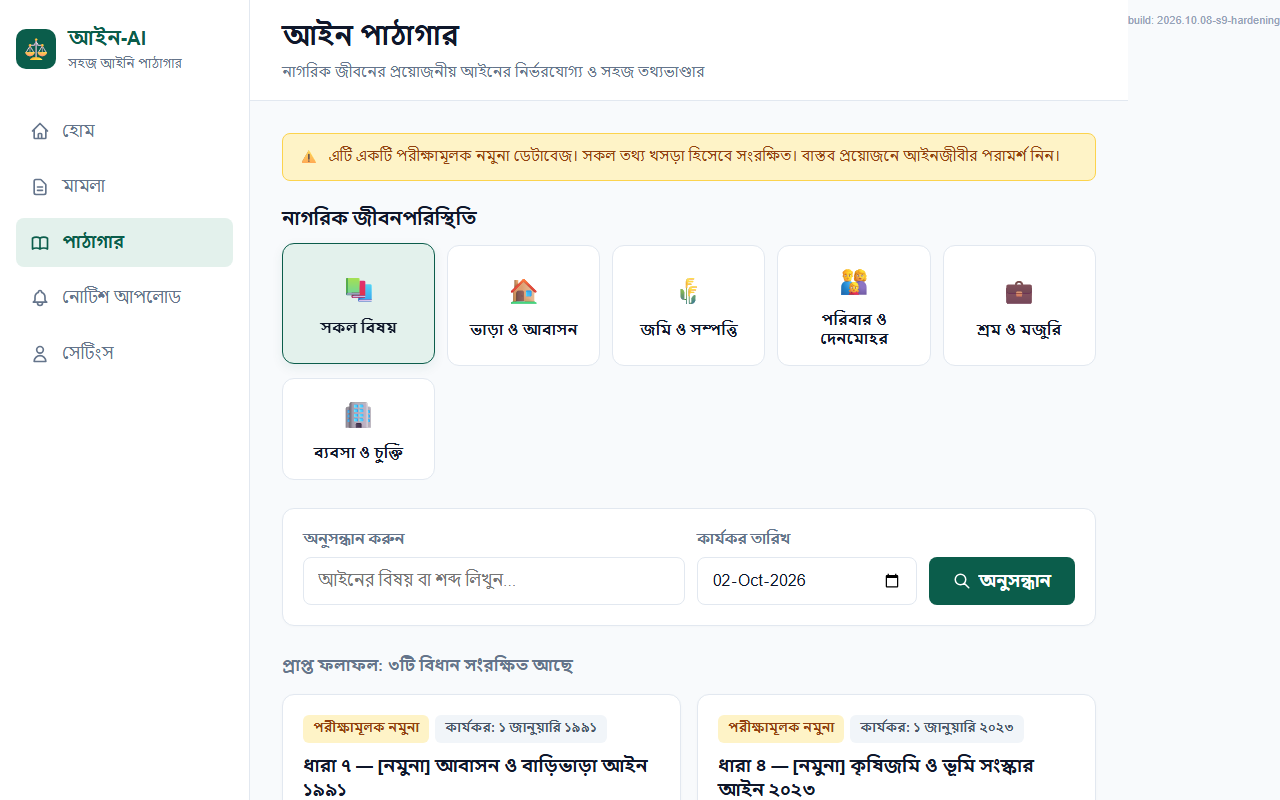 আইন-AI
সহজ আইনি পাঠাগার
হোম
মামলা
পাঠাগার
নোটিশ আপলোড
সেটিংস
আইন পাঠাগার
নাগরিক জীবনের প্রয়োজনীয় আইনের নির্ভরযোগ্য ও সহজ তথ্যভাণ্ডার
build: 2026.10.08-s9-hardening
এটি একটি পরীক্ষামূলক নমুনা ডেটাবেজ। সকল তথ্য খসড়া হিসেবে সংরক্ষিত। বাস্তব প্রয়োজনে আইনজীবীর পরামর্শ নিন।
নাগরিক জীবনপরিস্থিতি
সকল বিষয়
ভাড়া ও আবাসন
জমি ও সম্পত্তি
পরিবার ও
দেনমোহর
শ্রম ও মজুরি
ব্যবসা ও চুক্তি
অনুসন্ধান করুন
কার্যকর তারিখ
আইনের বিষয় বা শব্দ লিখুন...
02-Oct-2026
অনুসন্ধান
প্রাপ্ত ফলাফল: ৩টি বিধান সংরক্ষিত আছে
পরীক্ষামূলক নমুনা
কার্যকর: ১ জানুয়ারি ১৯৯১
ধারা ৭ — [নমুনা] আবাসন ও বাড়িভাড়া আইন
১৯৯১
পরীক্ষামূলক নমুনা
কার্যকর: ১ জানুয়ারি ২০২৩
ধারা ৪ — [নমুনা] কৃষিজমি ও ভূমি সংস্কার
আইন ২০২৩